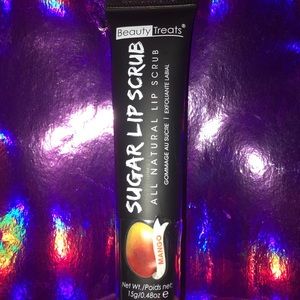 Beauty Treats®
SUGAR LIP SCRUB
ALL NATURAL LIP SCRUB
GOMMAGE AU SUCRE | EXFOLIANTE LABIAL
MANGO
Net Wt./Poids net:
15g/0.48oz e